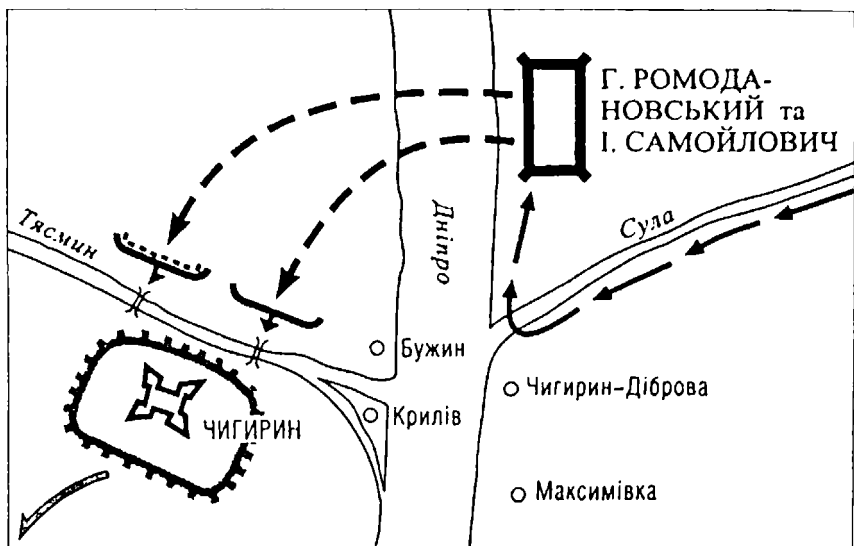 Г. РОМОДА-
НОВСЬКИЙ та
І. САМОЙЛОВИЧ
Сула
Дніпро
Тясмин
Бужин
Чигирин-Діброва
Крилів
ЧИГИРИН
Максимівка